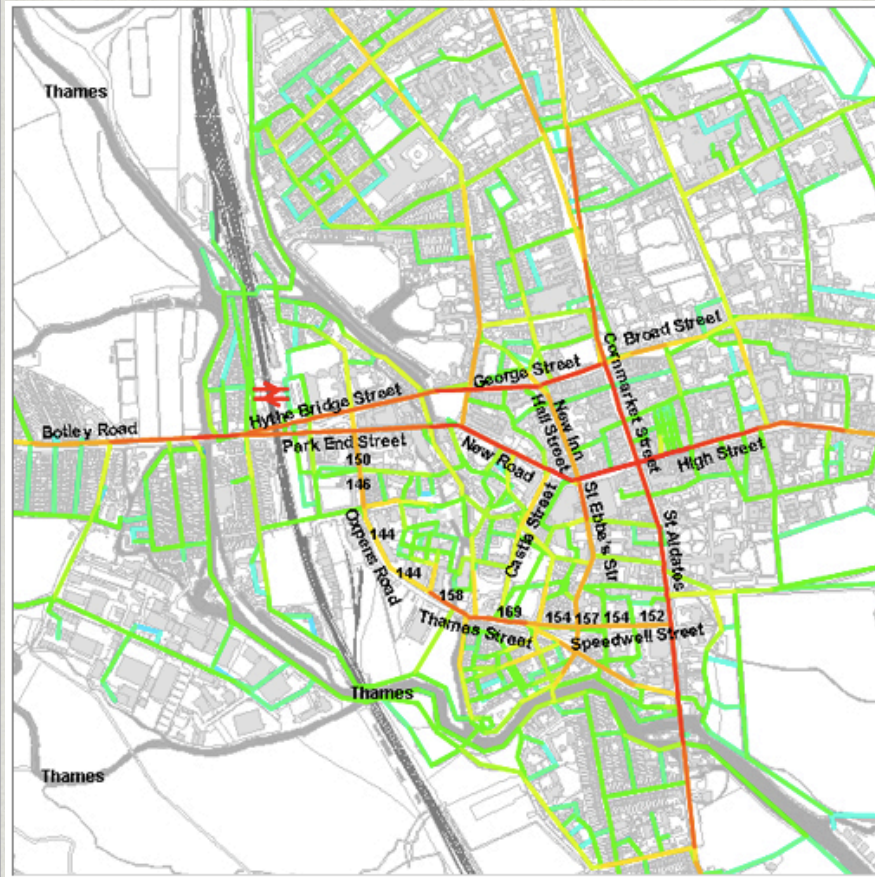 Thames
Broad Street
Cornmarket Street
George Street
Hythe Bridge Street
New Inn
Hall Street
Botley Road
Park End Street
New Road
High Street
150
146
Castle Street
St Ebbe's Str
St Aldates
Oxpens Road
144
144
158
169
154
157
154
152
Thames Street
Speedwell Street
Thames
Thames